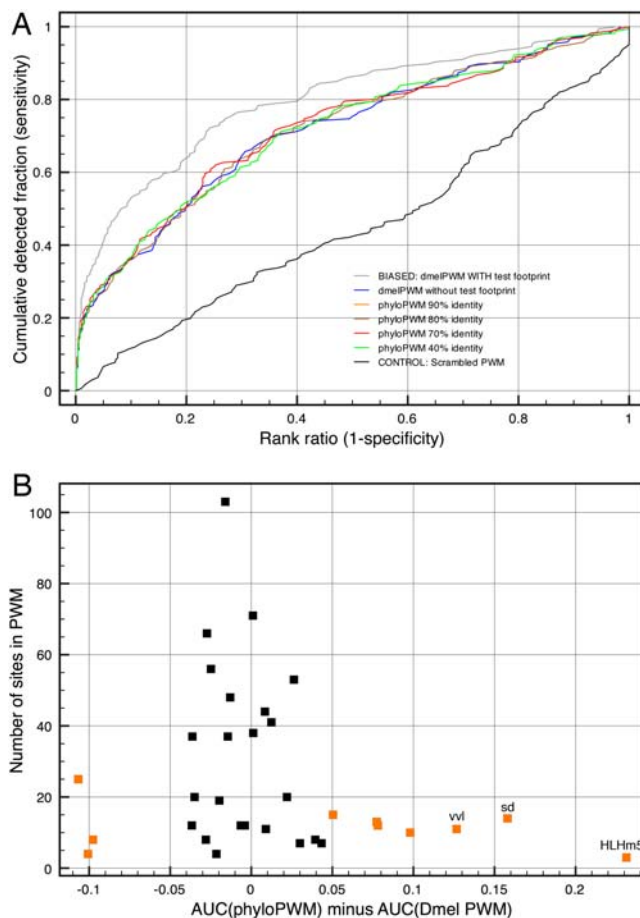 A
Cumulative detected fraction (sensitivity)
1
0.8
0.6
0.4
0.2
0
BIASED: dmelPWM WITH test footprint
dmelPWM without test footprint
phyloPWM 90% identity
phyloPWM 80% identity
phyloPWM 70% identity
phyloPWM 40% identity
CONTROL: Scrambled PWM
0 0.2 0.4 0.6 0.8 1
Rank ratio (1-specificity)
B
Number of sites in PWM
100
80
60
40
20
0
vvl
sd
HLHm5
-0.1 -0.05 0 0.05 0.1 0.15 0.2
AUC(phyloPWM) minus AUC(Dmel PWM)